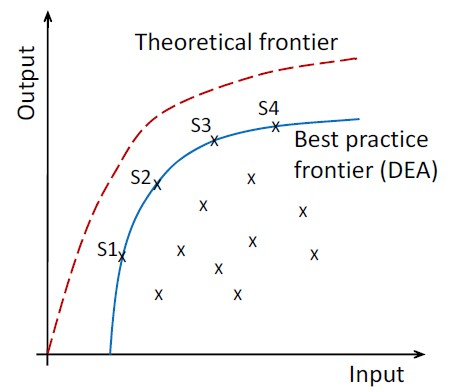 Theoretical frontier
Output
S4
S3
Best practice
frontier (DEA)
S2
S1
Input